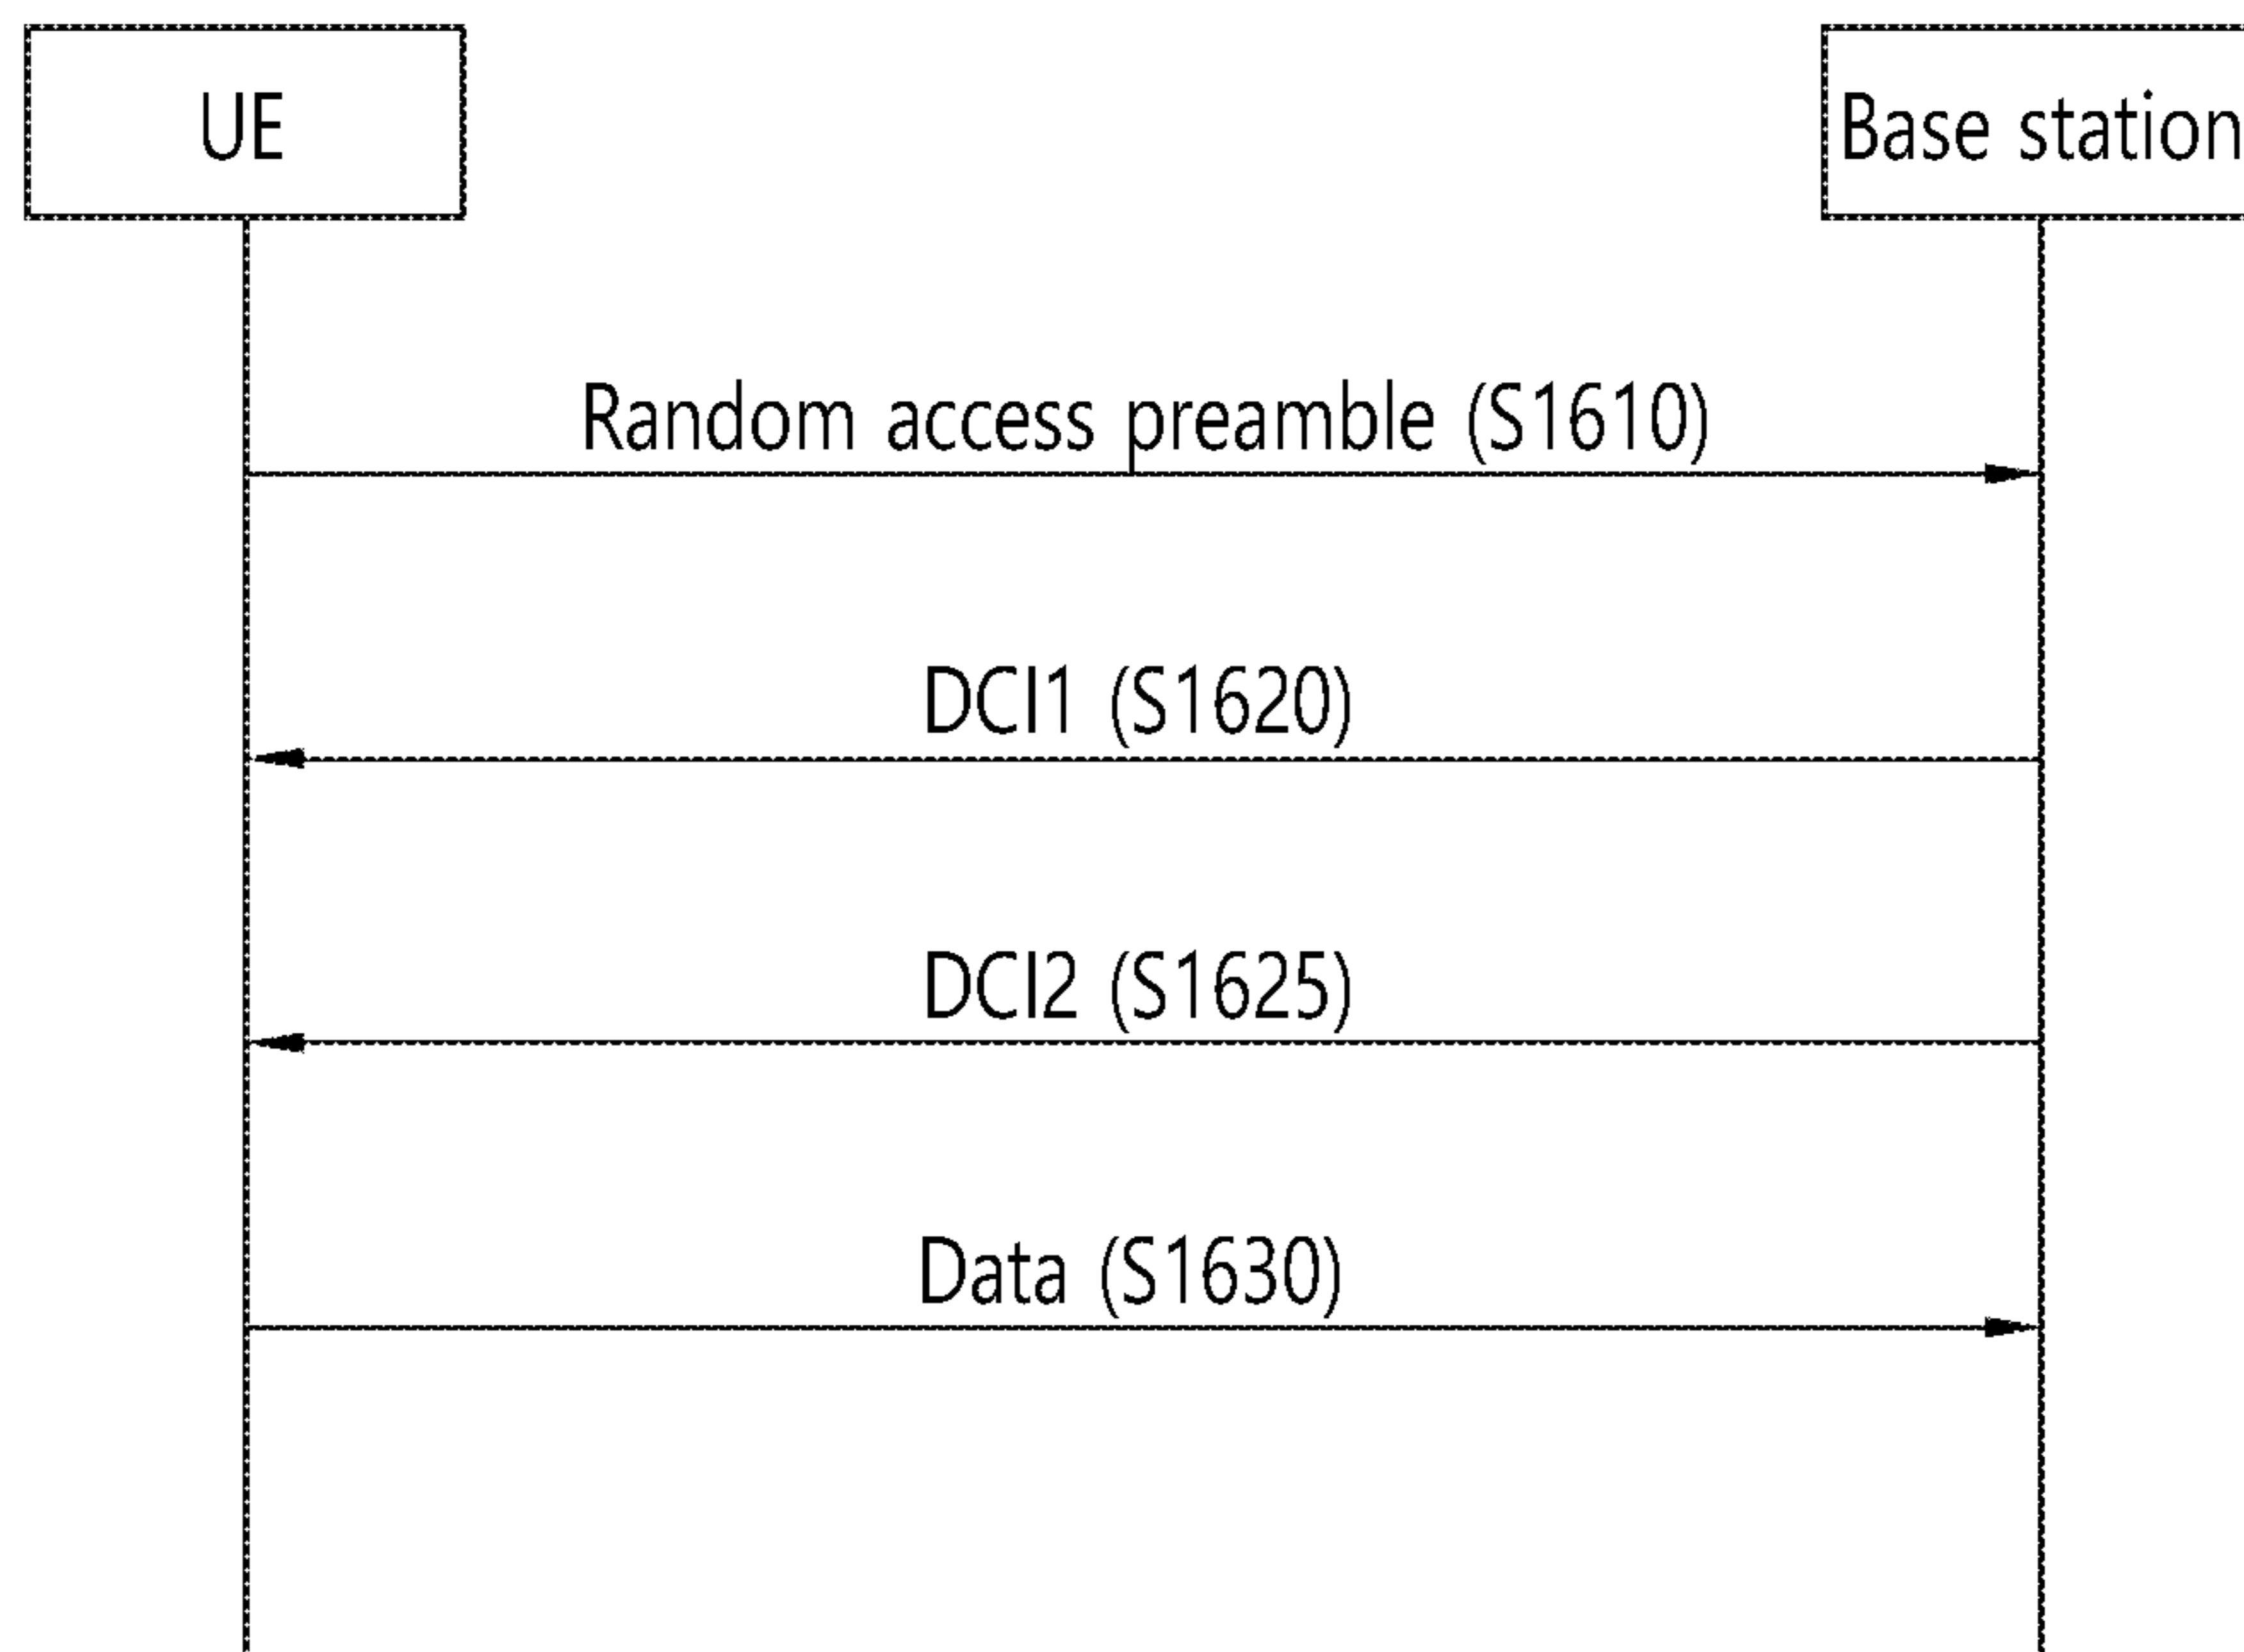 UE
Base station
Random access preamble (S1610)
DCI1 (S1620)
DCI2 (S1625)
Data (S1630)